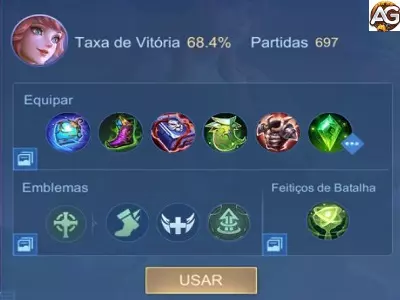 AG
Taxa de Vitória 68.4% Partidas 697
Equipar
Emblemas Feitiços de Batalha
USAR